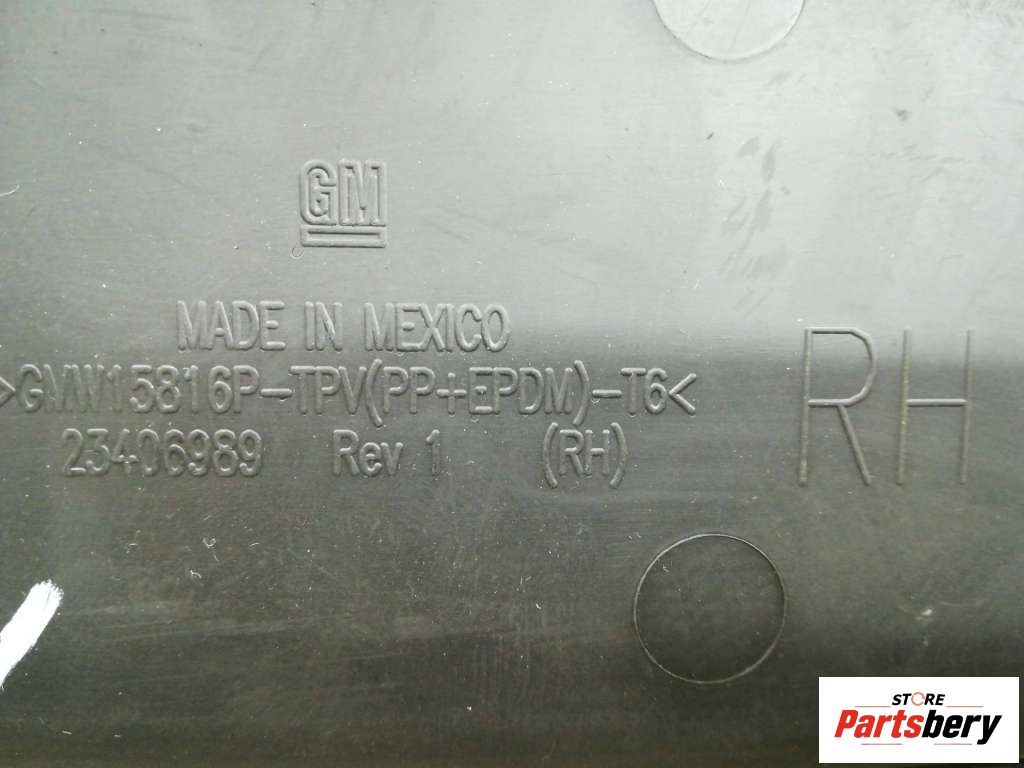 GM
MADE IN MEXICO
>GMW15816P-TPV(PP+EPDM)-T6<
23406989 Rev 1 (RH)
RH
STORE
Partsbery